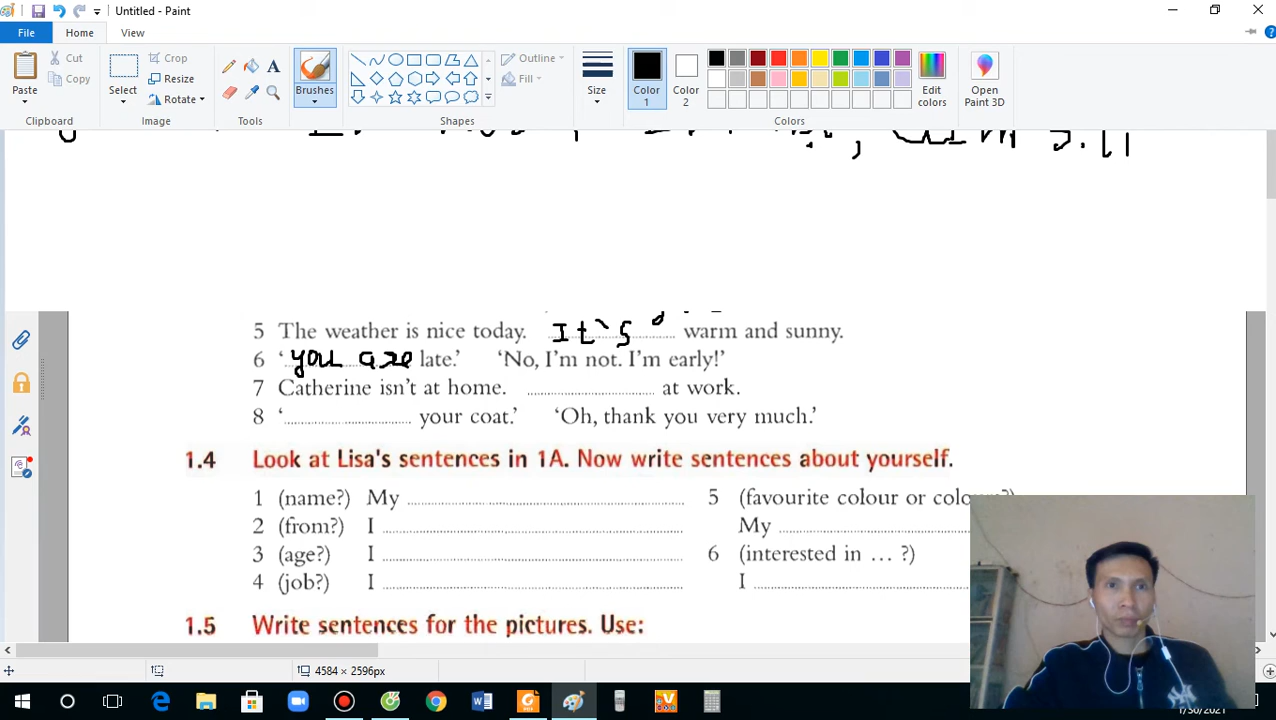 Untitled - Paint
File Home View
Paste Cut Copy Select Crop Resize Rotate Brushes Outline Fill Size Color 1 Color 2 Edit colors Open Paint 3D
Clipboard Image Tools Shapes Colors
5 The weather is nice today. It's warm and sunny.
6 'you are late.' 'No, I'm not. I'm early!'
7 Catherine isn't at home. .............................. at work.
8 '.............................. your coat.' 'Oh, thank you very much.'
1.4 Look at Lisa's sentences in 1A. Now write sentences about yourself.
1 (name?) My
2 (from?) I
3 (age?) I
4 (job?) I
5 (favourite colour or
My
6 (interested in … ?)
I
1.5 Write sentences for the pictures. Use:
4584 × 2596px
1/30/2021